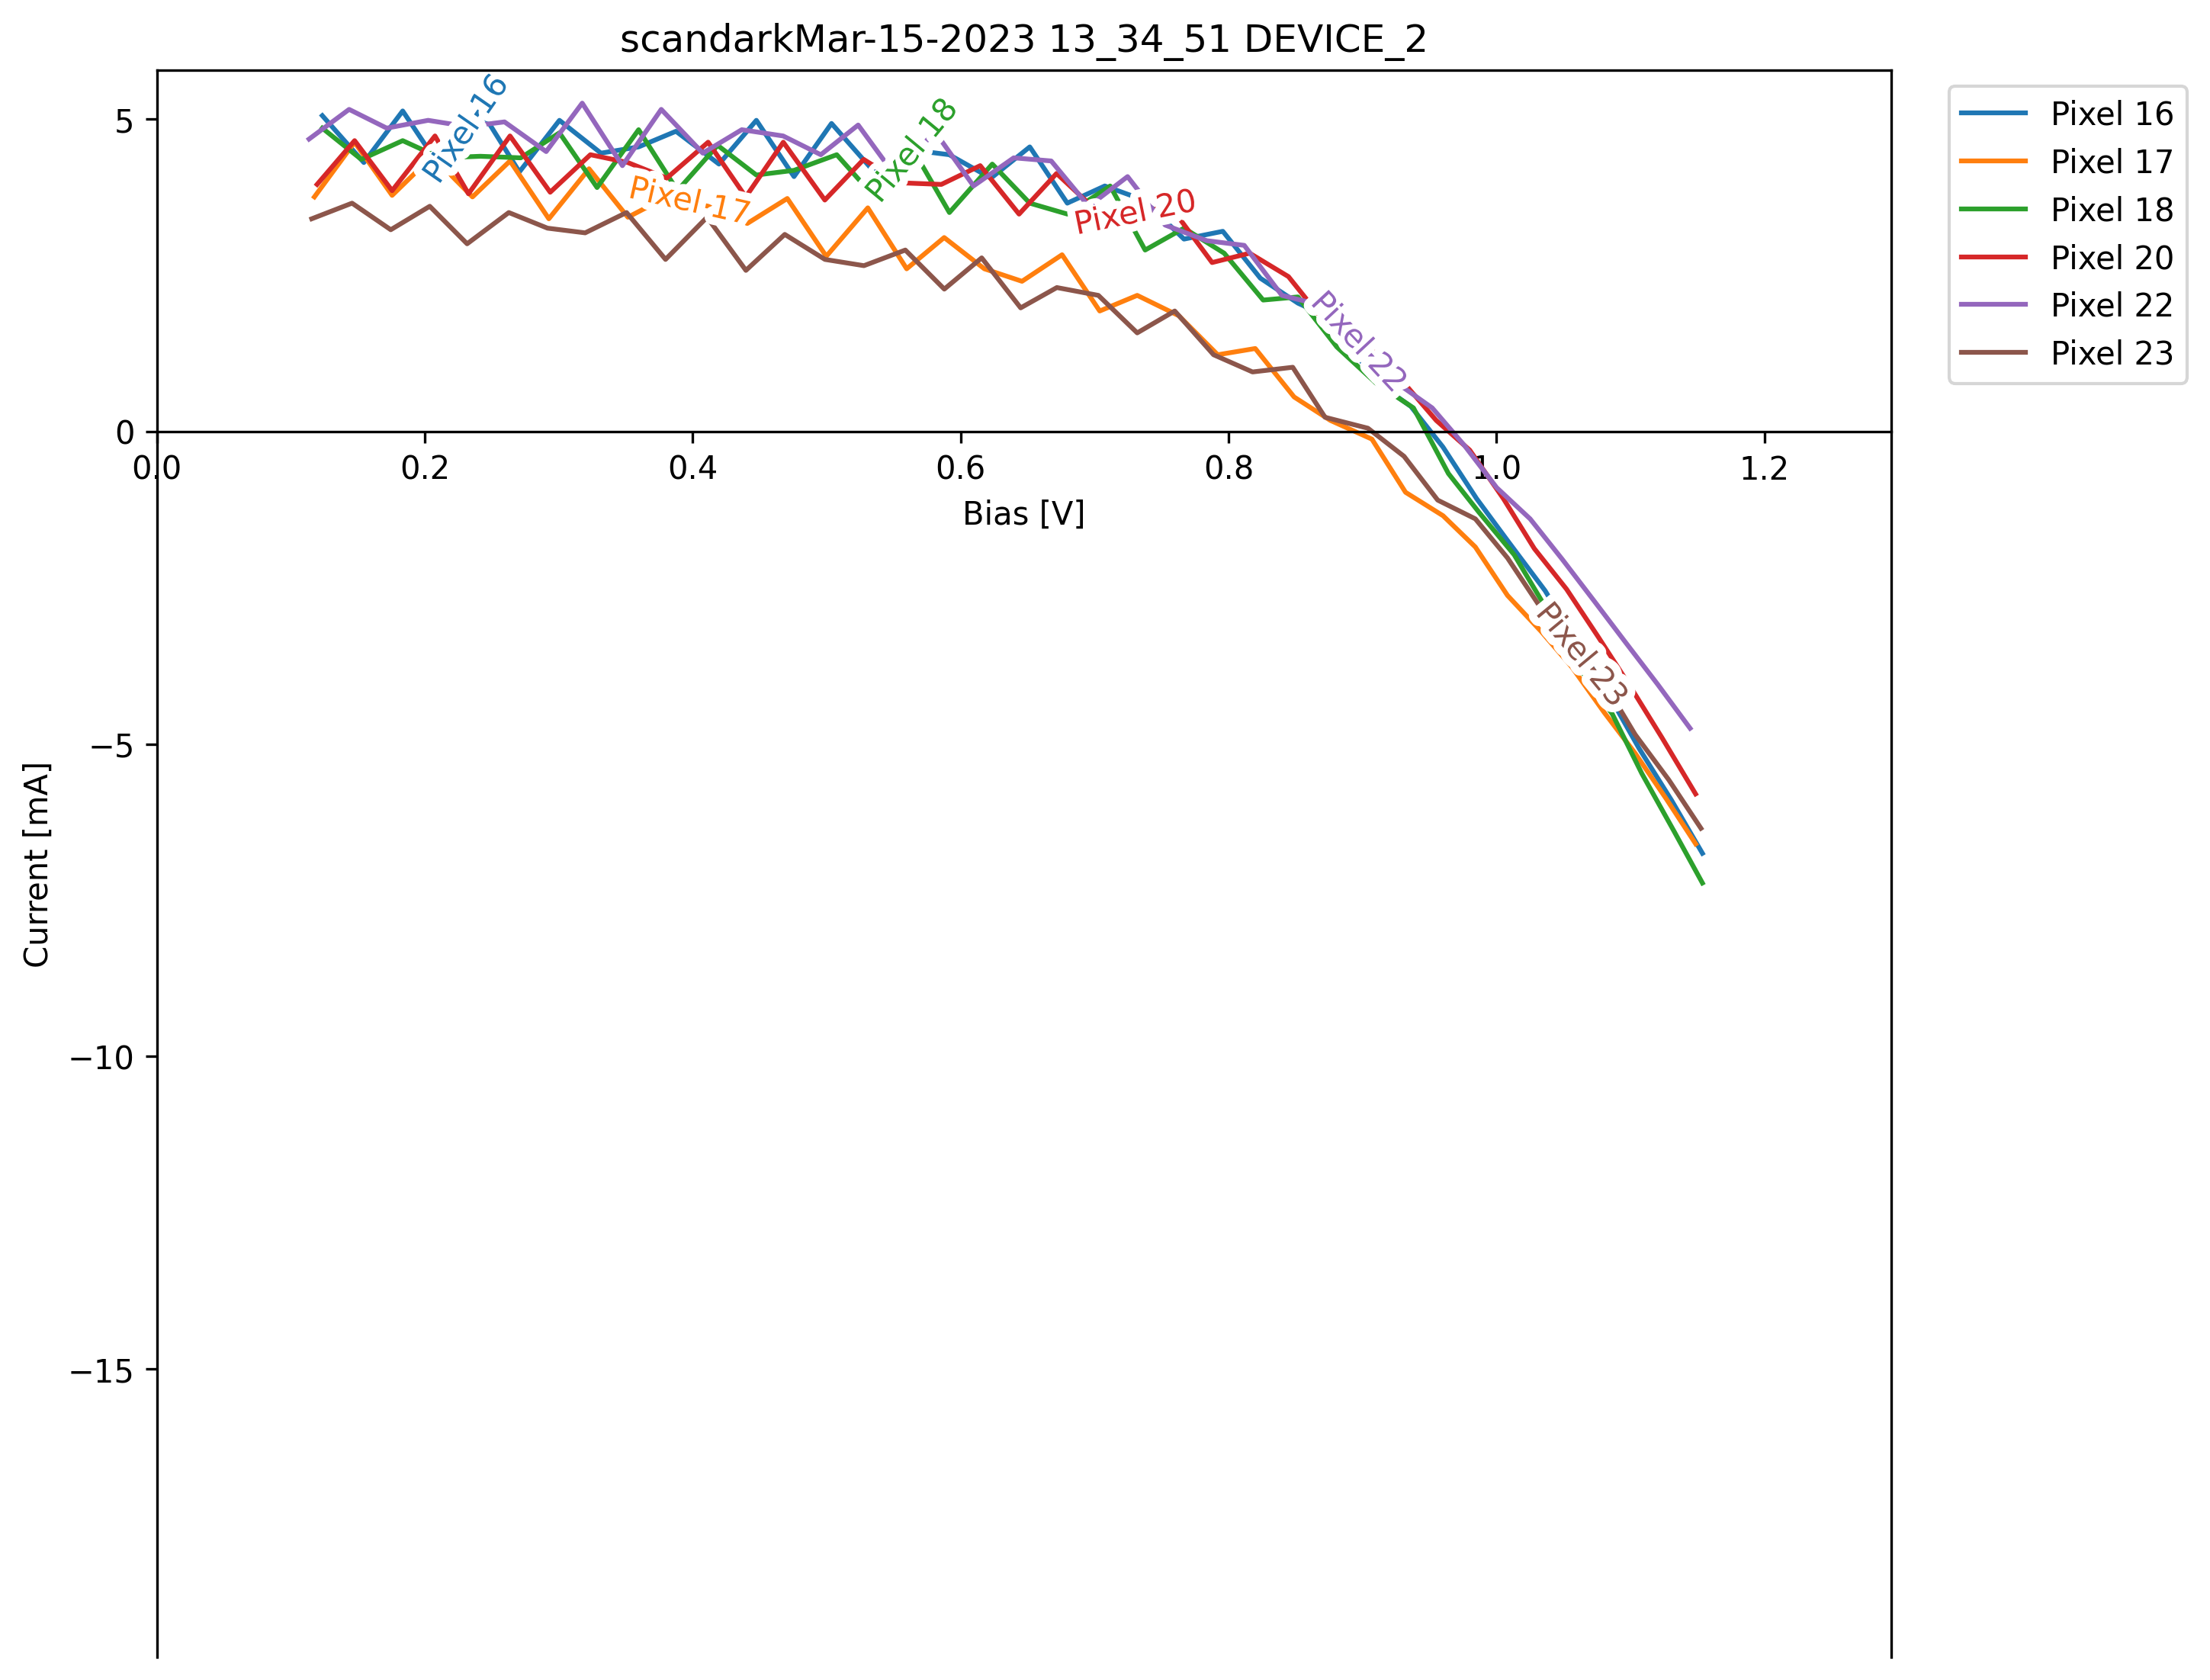 scandarkMar-15-2023 13_34_51 DEVICE_2
Pixel 16
Pixel 17
Pixel 18
Pixel 20
Pixel 22
Pixel 23
Pixel 16
Pixel 17
Pixel 18
Pixel 20
Pixel 22
Pixel 23
5
0
−5
−10
−15
0.0 0.2 0.4 0.6 0.8 1.0 1.2
Bias [V]
Current [mA]